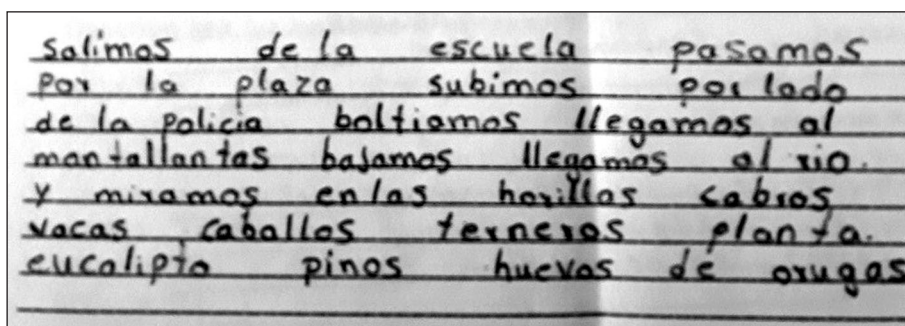 salimos de la escuela pasamos
por la plaza subimos por lado
de la policia boltiamos llegamos al
mantallantas bajamos llegamos al rio.
y miramos en las horillas cabros
vacas caballos terneros planta.
eucalipto pinos huevos de orugas